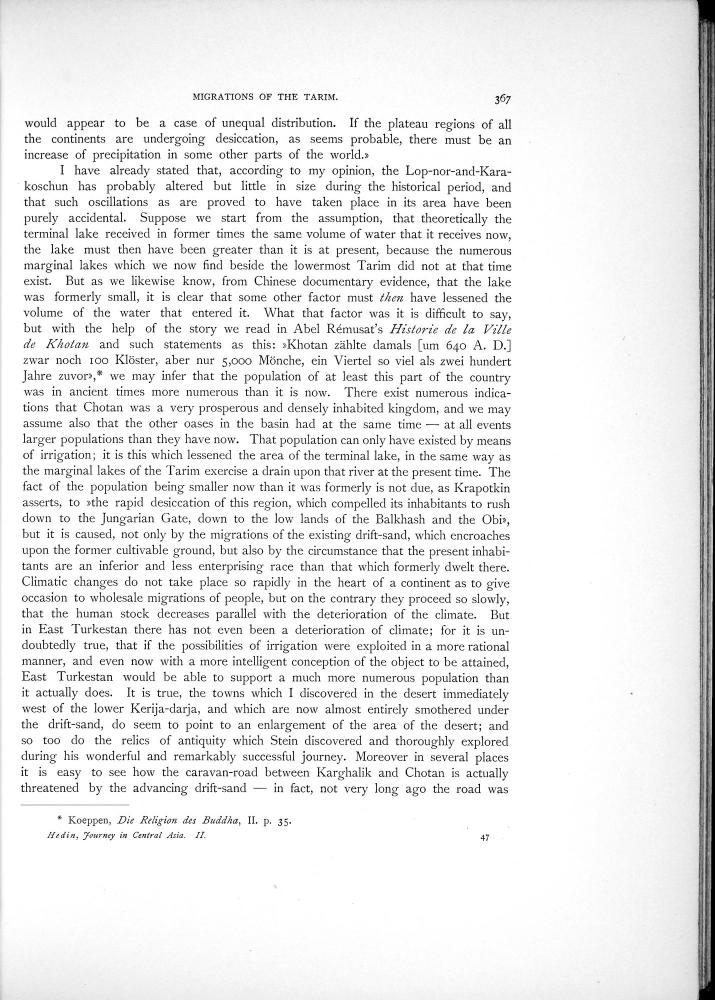 MIGRATIONS OF THE TARIM. 367
would appear to be a case of unequal distribution. If the plateau regions of all
the continents are undergoing desiccation, as seems probable, there must be an
increase of precipitation in some other parts of the world.»
I have already stated that, according to my opinion, the Lop-nor-and-Kara-
koschun has probably altered but little in size during the historical period, and
that such oscillations as are proved to have taken place in its area have been
purely accidental. Suppose we start from the assumption, that theoretically the
terminal lake received in former times the same volume of water that it receives now,
the lake must then have been greater than it is at present, because the numerous
marginal lakes which we now find beside the lowermost Tarim did not at that time
exist. But as we likewise know, from Chinese documentary evidence, that the lake
was formerly small, it is clear that some other factor must then have lessened the
volume of the water that entered it. What that factor was it is difficult to say,
but with the help of the story we read in Abel Rémusat's Historie de la Ville
de Khotan and such statements as this: »Khotan zählte damals [um 640 A. D.]
zwar noch 100 Klöster, aber nur 5,000 Mönche, ein Viertel so viel als zwei hundert
Jahre zuvor»,* we may infer that the population of at least this part of the country
was in ancient times more numerous than it is now. There exist numerous indica-
tions that Chotan was a very prosperous and densely inhabited kingdom, and we may
assume also that the other oases in the basin had at the same time — at all events
larger populations than they have now. That population can only have existed by means
of irrigation; it is this which lessened the area of the terminal lake, in the same way as
the marginal lakes of the Tarim exercise a drain upon that river at the present time. The
fact of the population being smaller now than it was formerly is not due, as Krapotkin
asserts, to »the rapid desiccation of this region, which compelled its inhabitants to rush
down to the Jungarian Gate, down to the low lands of the Balkhash and the Obi»,
but it is caused, not only by the migrations of the existing drift-sand, which encroaches
upon the former cultivable ground, but also by the circumstance that the present inhabi-
tants are an inferior and less enterprising race than that which formerly dwelt there.
Climatic changes do not take place so rapidly in the heart of a continent as to give
occasion to wholesale migrations of people, but on the contrary they proceed so slowly,
that the human stock decreases parallel with the deterioration of the climate. But
in East Turkestan there has not even been a deterioration of climate; for it is un-
doubtedly true, that if the possibilities of irrigation were exploited in a more rational
manner, and even now with a more intelligent conception of the object to be attained,
East Turkestan would be able to support a much more numerous population than
it actually does. It is true, the towns which I discovered in the desert immediately
west of the lower Kerija-darja, and which are now almost entirely smothered under
the drift-sand, do seem to point to an enlargement of the area of the desert; and
so too do the relics of antiquity which Stein discovered and thoroughly explored
during his wonderful and remarkably successful journey. Moreover in several places
it is easy to see how the caravan-road between Karghalik and Chotan is actually
threatened by the advancing drift-sand — in fact, not very long ago the road was
* Koeppen, Die Religion des Buddha, II. p. 35.
Hedin, Journey in Central Asia. II. 47